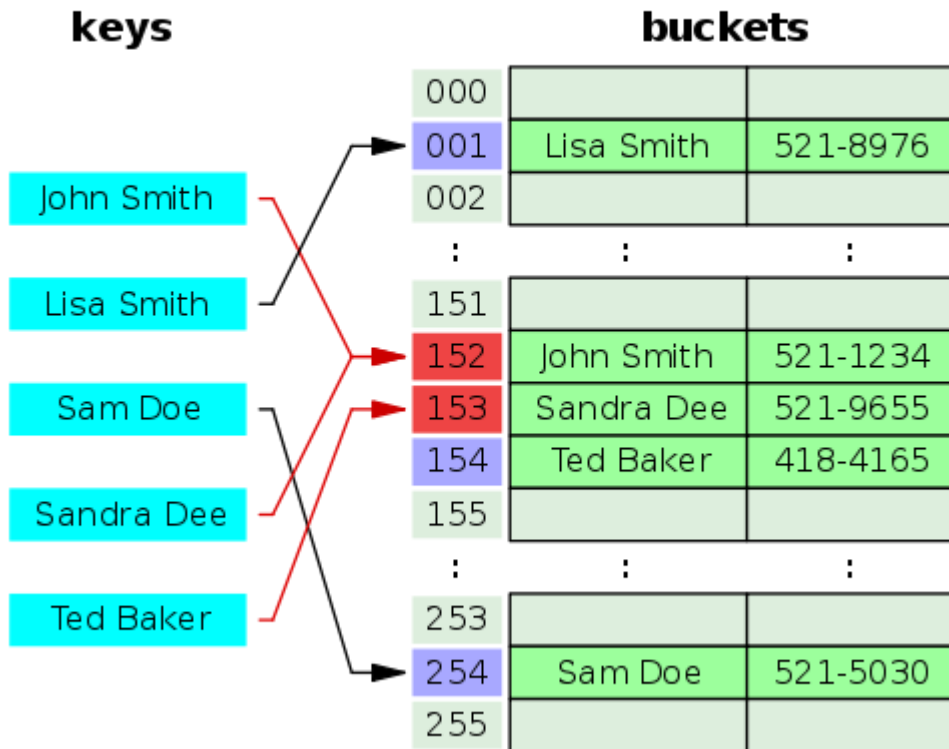 keys
buckets
John Smith
Lisa Smith
Sam Doe
Sandra Dee
Ted Baker
000
001 Lisa Smith 521-8976
002
: : :
151
152 John Smith 521-1234
153 Sandra Dee 521-9655
154 Ted Baker 418-4165
155
: : :
253
254 Sam Doe 521-5030
255